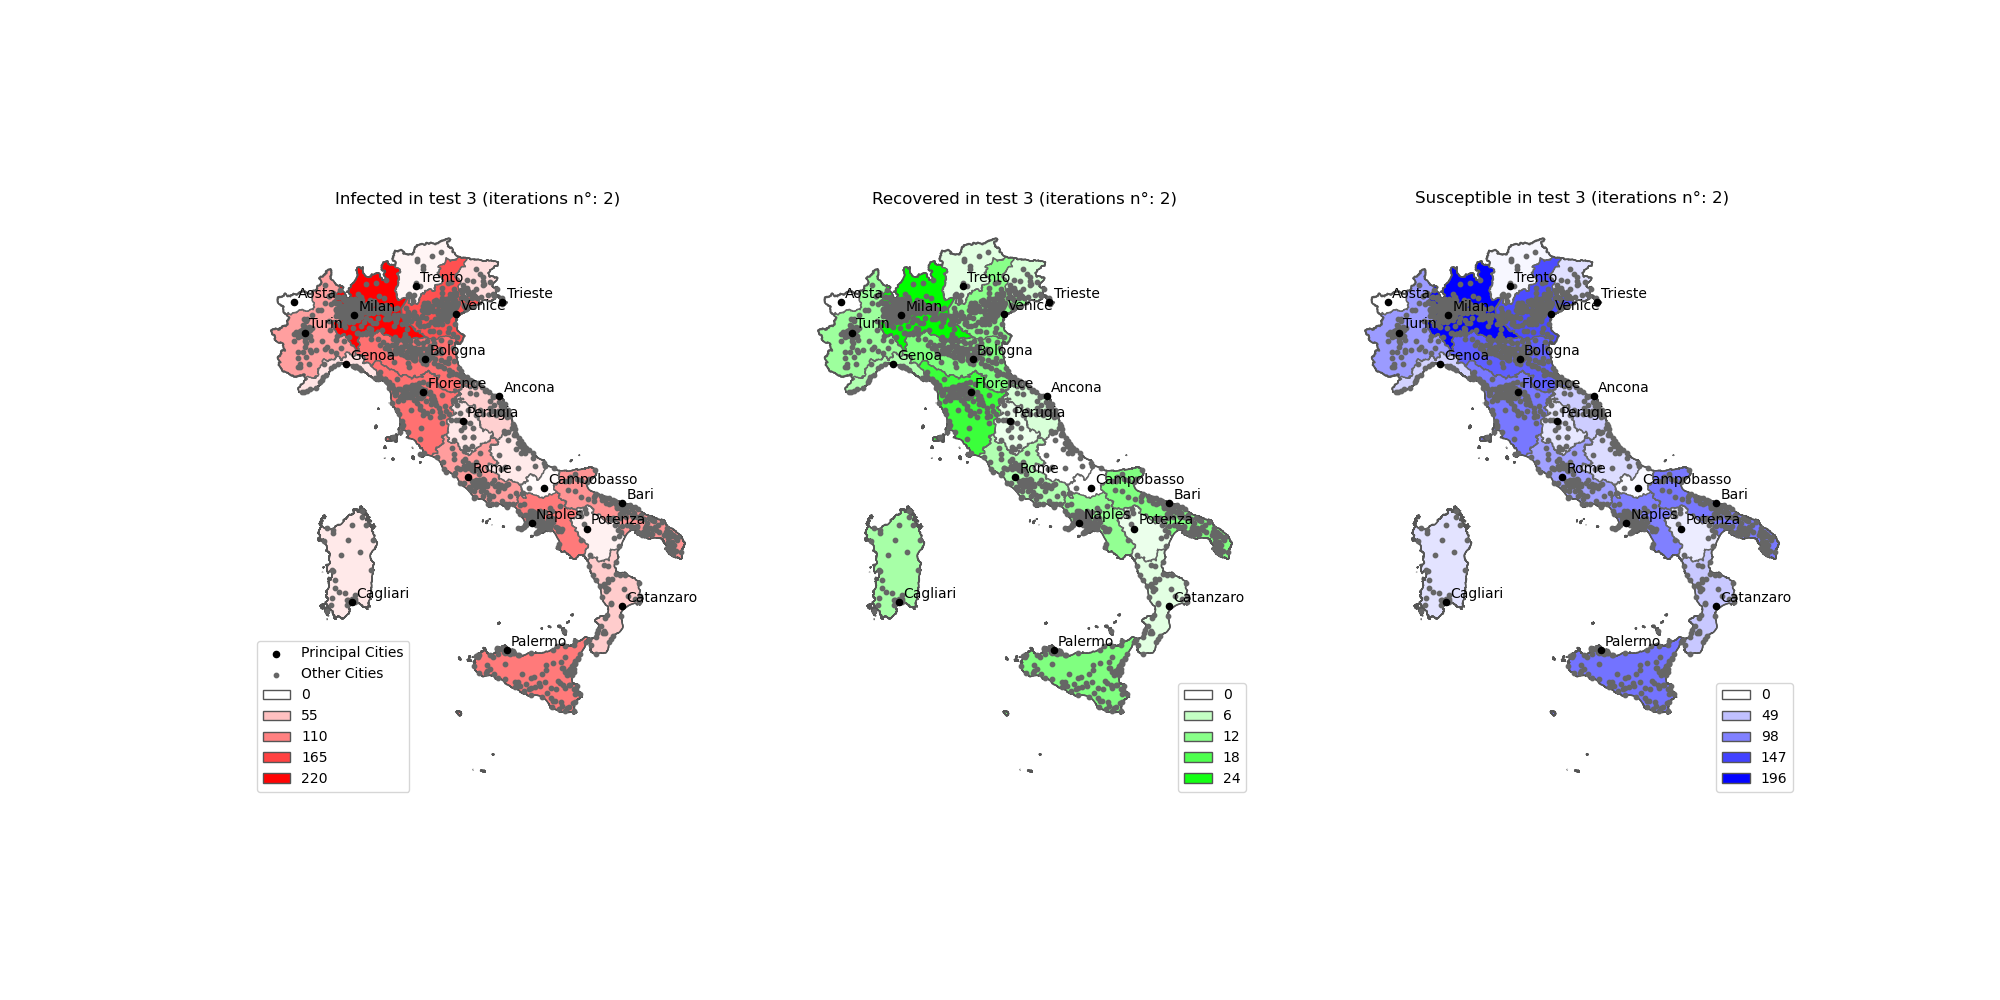 Infected in test 3 (iterations n°: 2)
Trento
Aosta
Trieste
Milan
Venice
Turin
Genoa
Bologna
Florence
Ancona
Perugia
Rome
Campobasso
Bari
Naples
Potenza
Cagliari
Catanzaro
Palermo
Principal Cities
Other Cities
0
55
110
165
220
Recovered in test 3 (iterations n°: 2)
Trento
Aosta
Trieste
Milan
Venice
Turin
Genoa
Bologna
Florence
Ancona
Perugia
Rome
Campobasso
Bari
Naples
Potenza
Cagliari
Catanzaro
Palermo
0
6
12
18
24
Susceptible in test 3 (iterations n°: 2)
Trento
Aosta
Trieste
Milan
Venice
Turin
Genoa
Bologna
Florence
Ancona
Perugia
Rome
Campobasso
Bari
Naples
Potenza
Cagliari
Catanzaro
Palermo
0
49
98
147
196